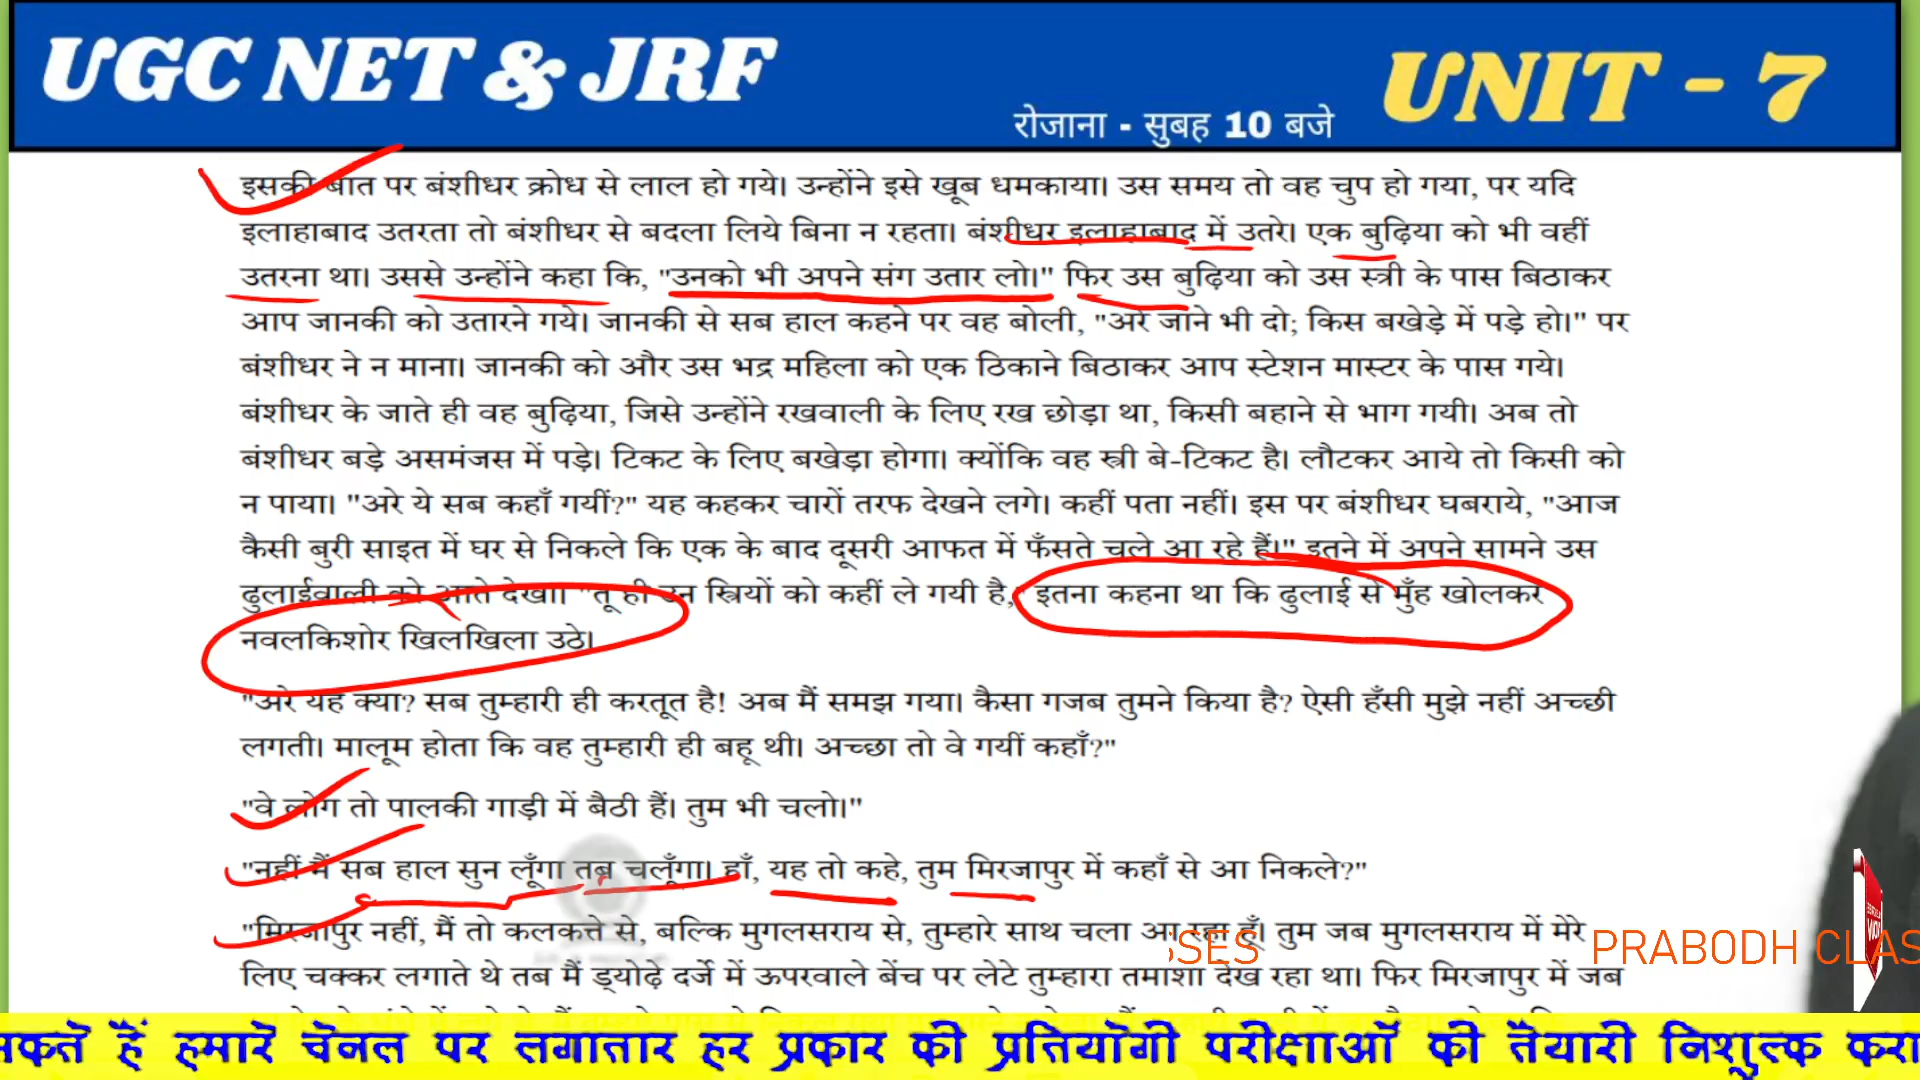 UGC NET & JRF
रोजाना - सुबह 10 बजे
UNIT - 7
इसकी बात पर बंशीधर क्रोध से लाल हो गये। उन्होंने इसे खूब धमकाया। उस समय तो वह चुप हो गया, पर यदि
इलाहाबाद उतरता तो बंशीधर से बदला लिये बिना न रहता। बंशीधर इलाहाबाद में उतरे। एक बुढ़िया को भी वहीं
उतरना था। उससे उन्होंने कहा कि, "उनको भी अपने संग उतार लो।" फिर उस बुढ़िया को उस स्त्री के पास बिठाकर
आप जानकी को उतारने गये। जानकी से सब हाल कहने पर वह बोली, "अरे जाने भी दो; किस बखेड़े में पड़े हो।" पर
बंशीधर ने न माना। जानकी को और उस भद्र महिला को एक ठिकाने बिठाकर आप स्टेशन मास्टर के पास गये।
बंशीधर के जाते ही वह बुढ़िया, जिसे उन्होंने रखवाली के लिए रख छोड़ा था, किसी बहाने से भाग गयी। अब तो
बंशीधर बड़े असमंजस में पड़े। टिकट के लिए बखेड़ा होगा। क्योंकि वह स्त्री बे-टिकट है। लौटकर आये तो किसी को
न पाया। "अरे ये सब कहाँ गयीं?" यह कहकर चारों तरफ देखने लगे। कहीं पता नहीं। इस पर बंशीधर घबराये, "आज
कैसी बुरी साइत में घर से निकले कि एक के बाद दूसरी आफत में फँसते चले आ रहे हैं।" इतने में अपने सामने उस
ढुलाईवाली को आते देखा। "तू ही उन स्त्रियों को कहीं ले गयी है," इतना कहना था कि ढुलाई से मुँह खोलकर
नवलकिशोर खिलखिला उठे।
"अरे यह क्या? सब तुम्हारी ही करतूत है! अब मैं समझ गया। कैसा गजब तुमने किया है? ऐसी हँसी मुझे नहीं अच्छी
लगती। मालूम होता कि वह तुम्हारी ही बहू थी। अच्छा तो वे गयीं कहाँ?"
"वे लोग तो पालकी गाड़ी में बैठी हैं। तुम भी चलो।"
"नहीं मैं सब हाल सुन लूँगा तब चलूँगा। हाँ, यह तो कहे, तुम मिरजापुर में कहाँ से आ निकले?"
"मिरजापुर नहीं, मैं तो कलकत्ते से, बल्कि मुगलसराय से, तुम्हारे साथ चला आ रहा हूँ। तुम जब मुगलसराय में मेरे
SSES PRABODH CLAS
लिए चक्कर लगाते थे तब मैं ड्योढ़े दर्जे में ऊपरवाले बेंच पर लेटे तुम्हारा तमाशा देख रहा था। फिर मिरजापुर में जब
सकते हैं हमारे चैनल पर लगातार हर प्रकार की प्रतियोगी परीक्षाओं की तैयारी निशुल्क करा